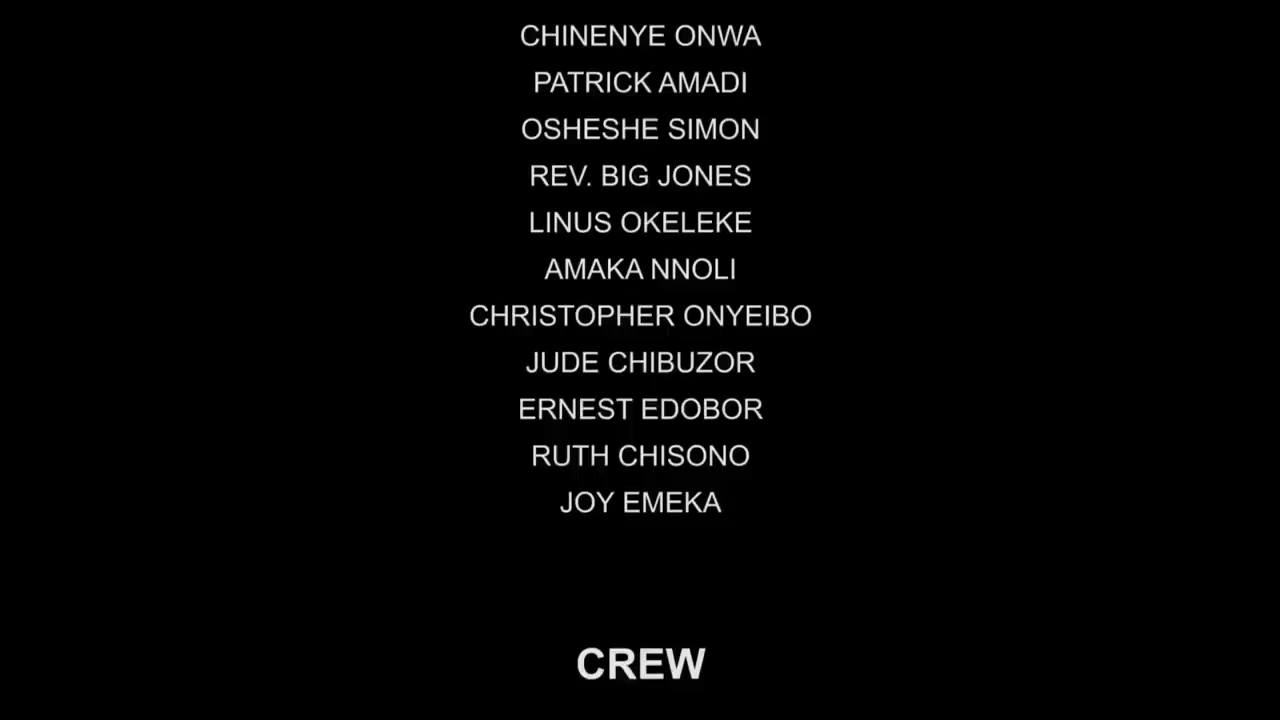 CHINENYE ONWA
PATRICK AMADI
OSHESHE SIMON
REV. BIG JONES
LINUS OKELEKE
AMAKA NNOLI
CHRISTOPHER ONYEIBO
JUDE CHIBUZOR
ERNEST EDOBOR
RUTH CHISONO
JOY EMEKA
CREW